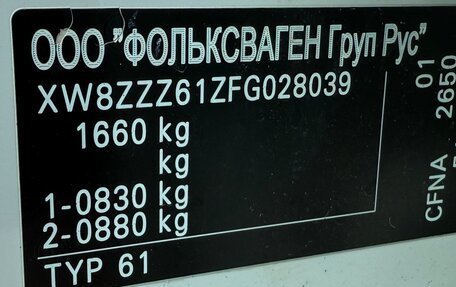 ООО "ФОЛЬКСВАГЕН Груп Рус"
XW8ZZZ61ZFG028039
1660 kg
kg
1-0830 kg
2-0880 kg
TYP 61
01
2650
CFNA